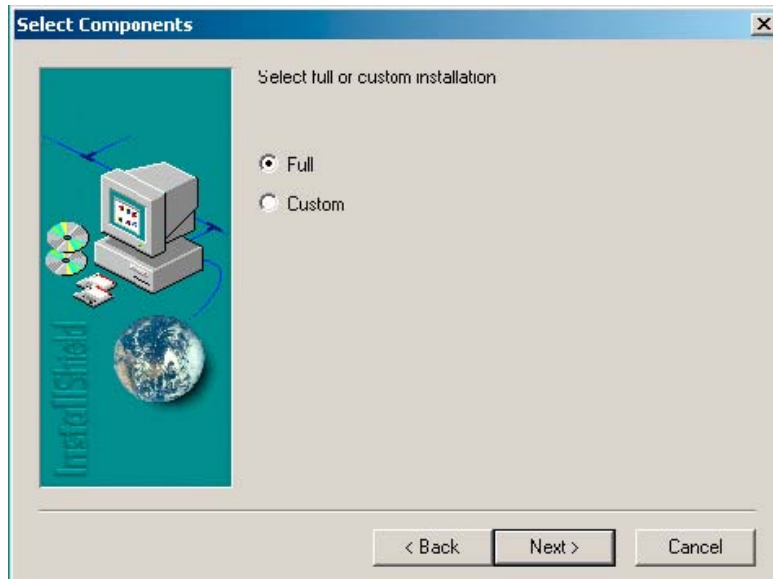 Select Components
Select full or custom installation
Full
Custom
InstallShield
< Back
Next >
Cancel